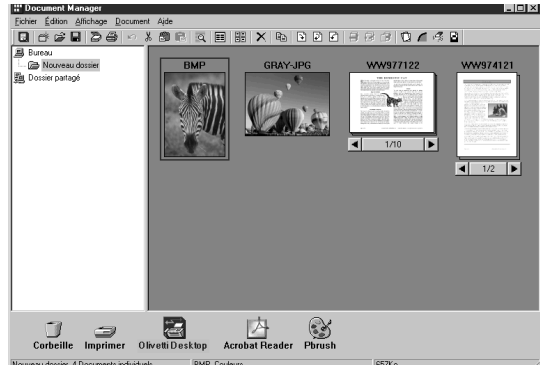 Document Manager
Fichier Édition Affichage Document Aide
Bureau
Nouveau dossier
Dossier partagé
BMP GRAY-JPG WW977122 WW974121
1/10
1/2
Corbeille Imprimer Olivetti Desktop Acrobat Reader Pbrush
Nouveau dossier, 4 Documents individuels BMP, Couleurs 657Ko